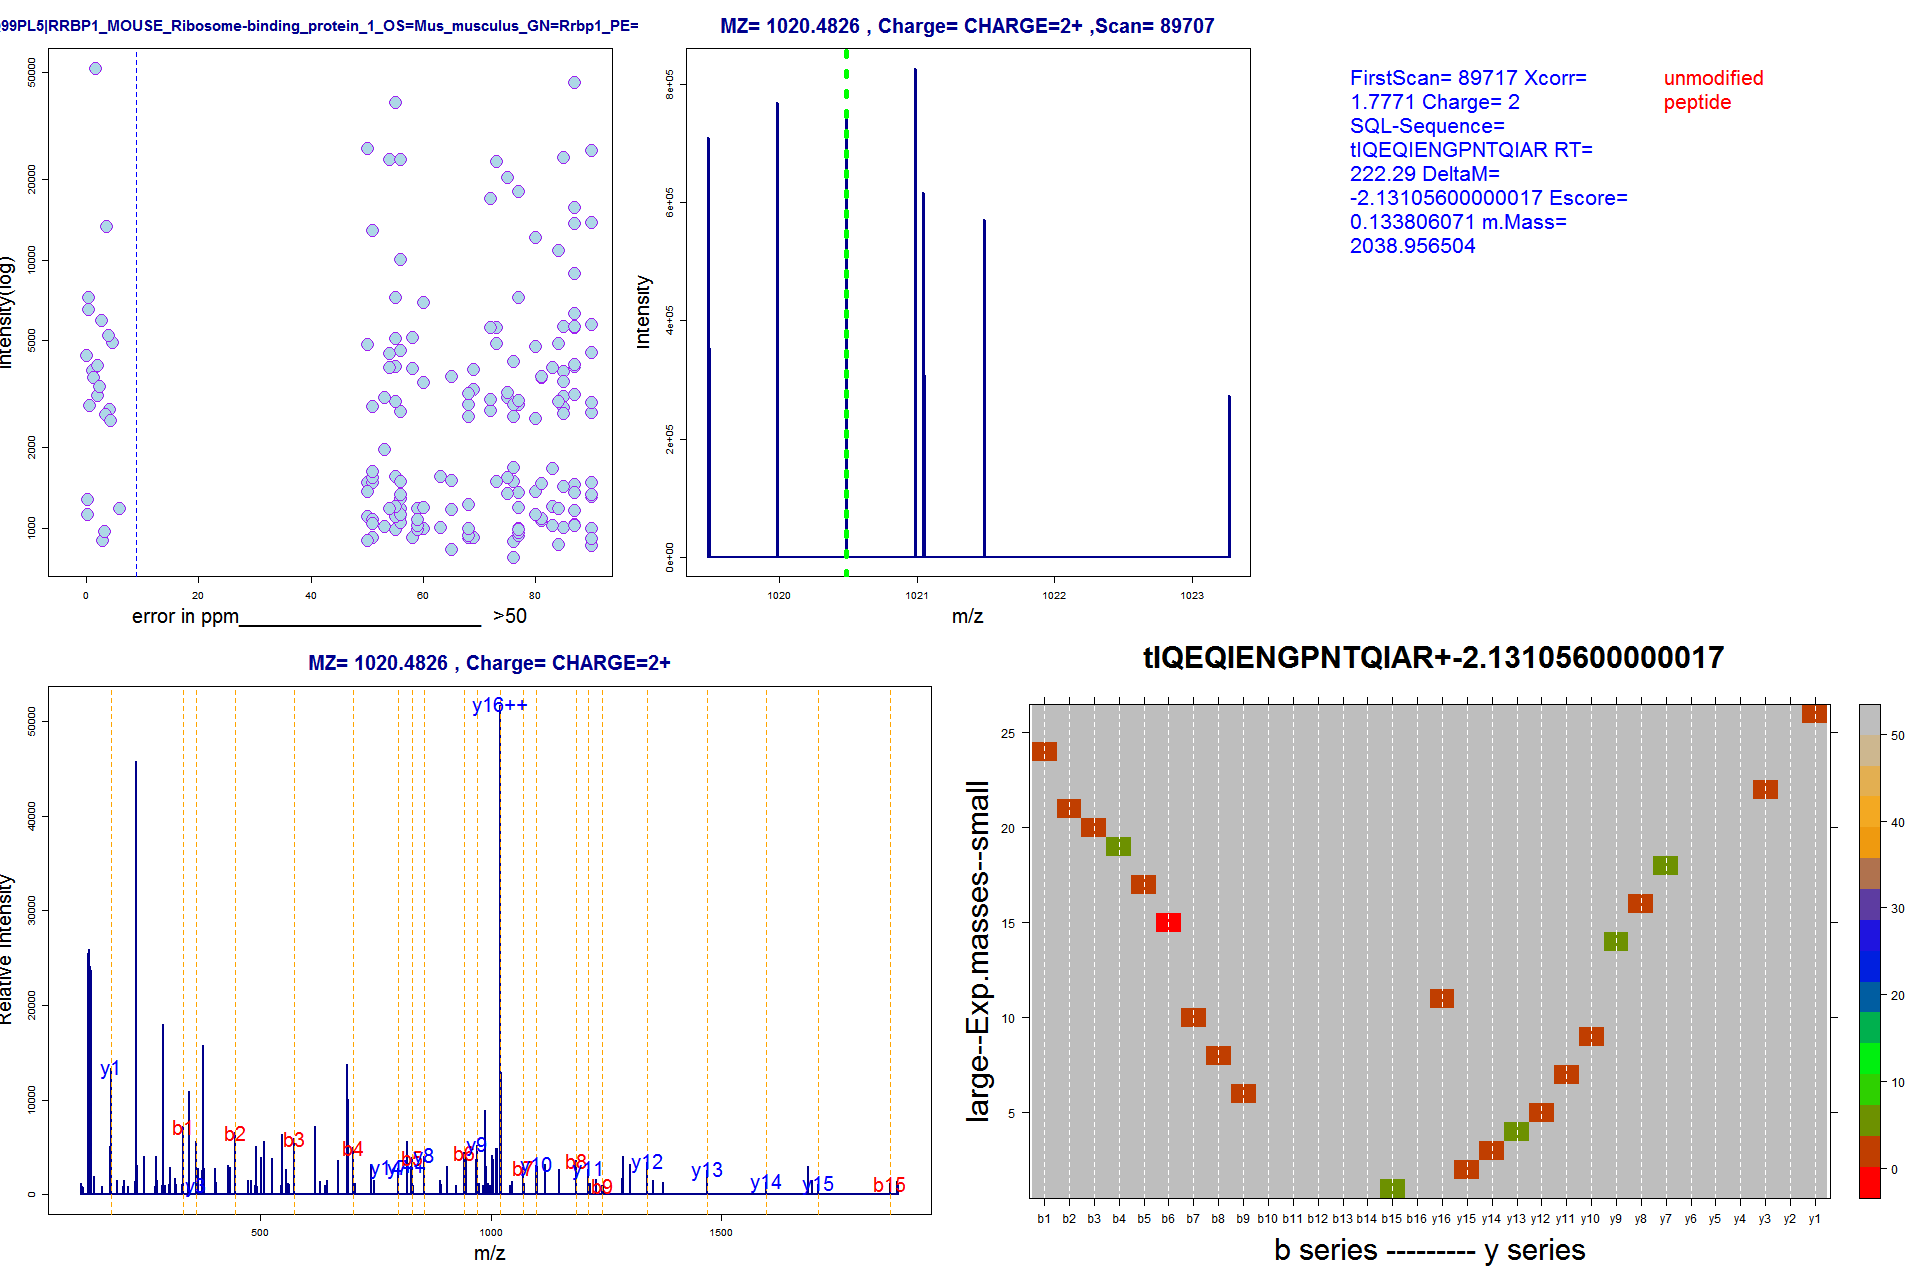 99PL5|RRBP1_MOUSE_Ribosome-binding_protein_1_OS=Mus_musculus_GN=Rrbp1_PE=
Intensity(log)
50000
20000
10000
5000
2000
1000
0 20 40 60 80
error in ppm______________________ >50
MZ= 1020.4826 , Charge= CHARGE=2+ ,Scan= 89707
Intensity
8e+05
6e+05
4e+05
2e+05
0e+00
1020 1021 1022 1023
m/z
FirstScan= 89717 Xcorr=
1.7771 Charge= 2
SQL-Sequence=
tIQEQIENGPNTQIAR RT=
222.29 DeltaM=
-2.13105600000017 Escore=
0.133806071 m.Mass=
2038.956504
unmodified
peptide
MZ= 1020.4826 , Charge= CHARGE=2+
Relative Intensity
50000
40000
30000
20000
10000
0
y16++
y1
b1
b2
b3
b4
y8
b6
y9
b7
y10
b8
y11
b9
y12
y13
y14
y15
b15
500 1000 1500
m/z
tIQEQIENGPNTQIAR+-2.13105600000017
large--Exp.masses--small
25
20
15
10
5
b1 b2 b3 b4 b5 b6 b7 b8 b9 b10 b11 b12 b13 b14 b15 b16 y16 y15 y14 y13 y12 y11 y10 y9 y8 y7 y6 y5 y4 y3 y2 y1
b series --------- y series
50
30
20
10
0